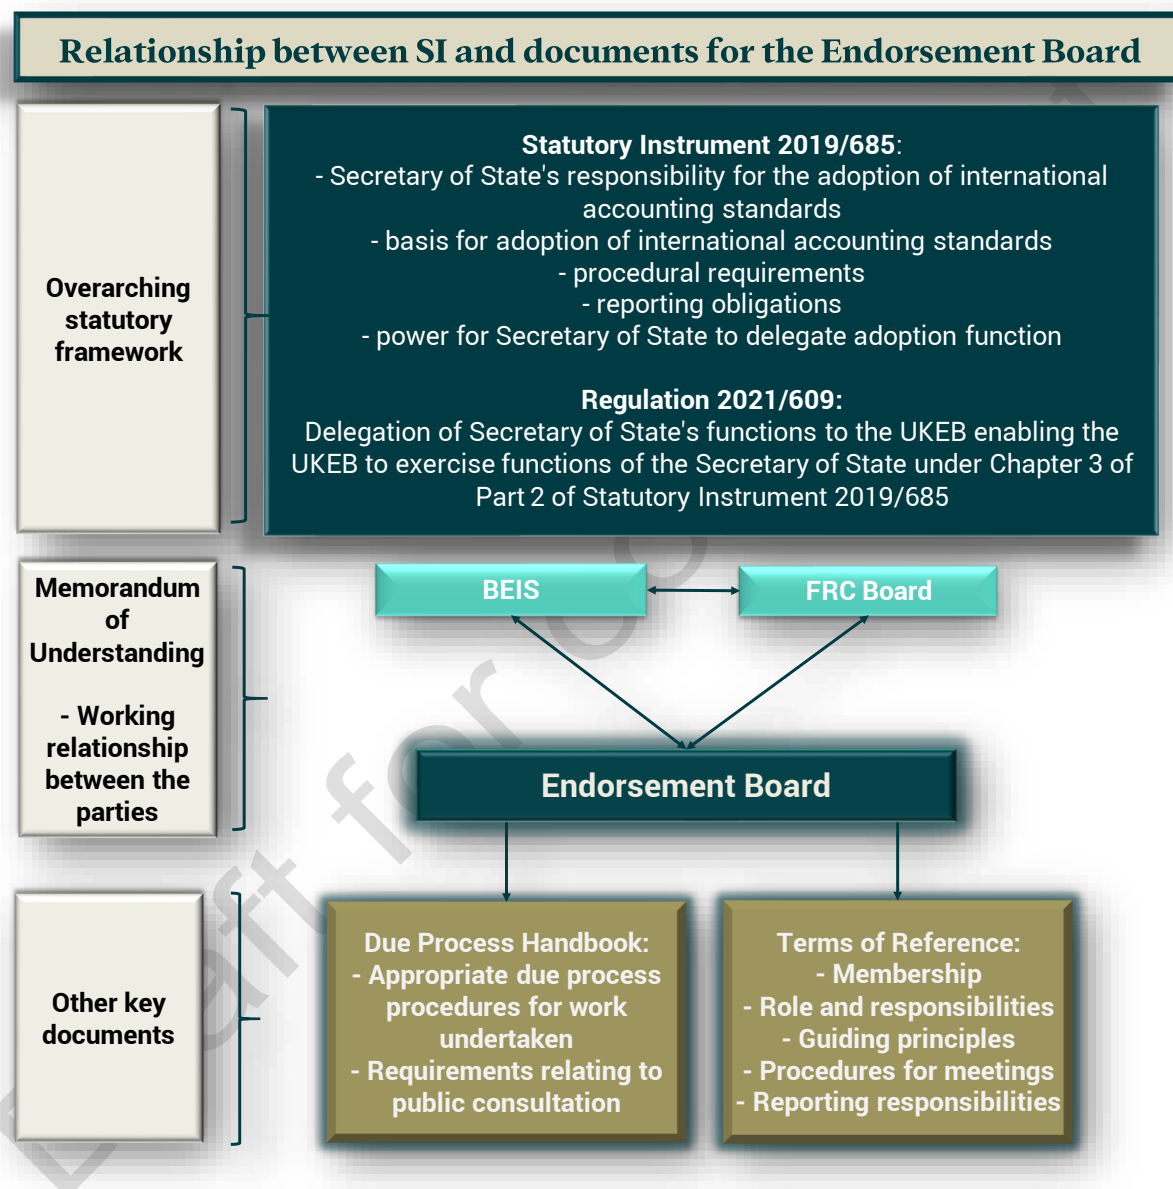 Relationship between SI and documents for the Endorsement Board
Overarching
statutory
framework
Statutory Instrument 2019/685:
- Secretary of State's responsibility for the adoption of international
accounting standards
- basis for adoption of international accounting standards
- procedural requirements
- reporting obligations
- power for Secretary of State to delegate adoption function
Regulation 2021/609:
Delegation of Secretary of State's functions to the UKEB enabling the
UKEB to exercise functions of the Secretary of State under Chapter 3 of
Part 2 of Statutory Instrument 2019/685
Memorandum
of
Understanding
- Working
relationship
between the
parties
BEIS
FRC Board
Endorsement Board
Other key
documents
Due Process Handbook:
- Appropriate due process
procedures for work
undertaken
- Requirements relating to
public consultation
Terms of Reference:
- Membership
- Role and responsibilities
- Guiding principles
- Procedures for meetings
- Reporting responsibilities
for